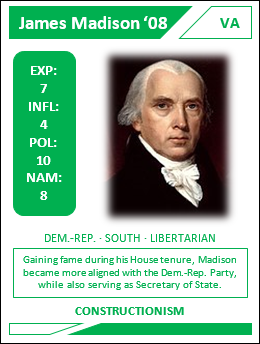 James Madison ‘08
VA
EXP:
7
INFL:
4
POL:
10
NAM:
8
DEM.-REP. · SOUTH · LIBERTARIAN
Gaining fame during his House tenure, Madison
became more aligned with the Dem.-Rep. Party,
while also serving as Secretary of State.
CONSTRUCTIONISM